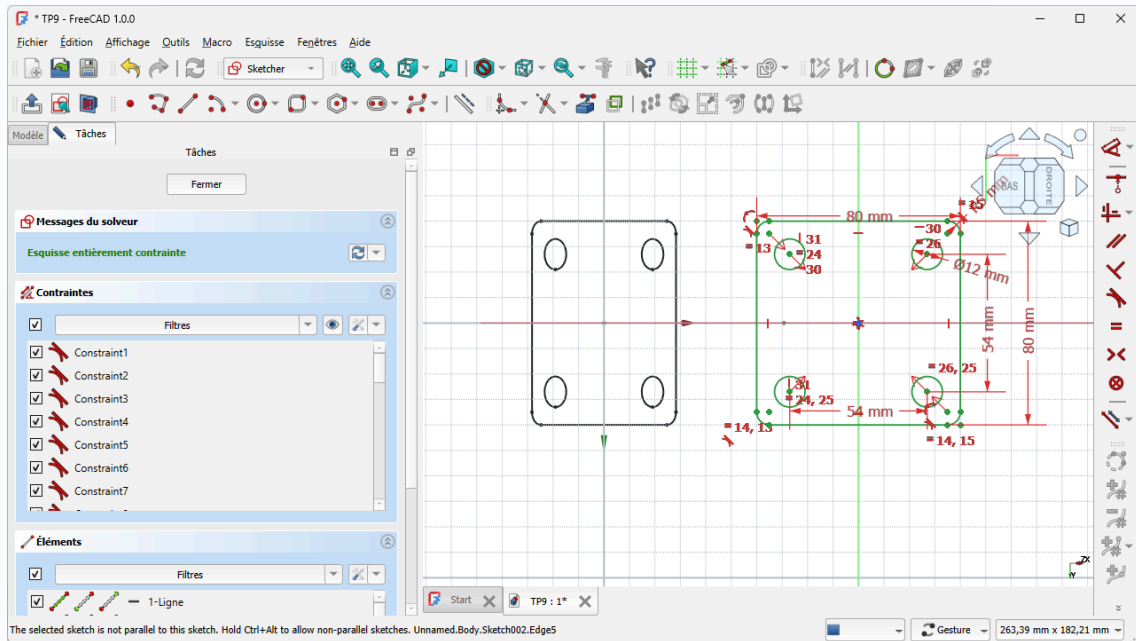 * TP9 - FreeCAD 1.0.0
Fichier Édition Affichage Outils Macro Esquisse Fenêtres Aide
Sketcher
Modèle Tâches
Tâches
Fermer
Messages du solveur
Esquisse entièrement contrainte
Contraintes
Filtres
Constraint1
Constraint2
Constraint3
Constraint4
Constraint5
Constraint6
Constraint7
Éléments
Filtres
1-Ligne
BAS
DROITE
80 mm
= 15
= 13
31
= 24
30
30
= 26
Ø12 mm
54 mm
80 mm
31
= 24, 25
= 26, 25
54 mm
= 14, 13
= 14, 15
ZX
Y
Start
TP9 : 1*
The selected sketch is not parallel to this sketch. Hold Ctrl+Alt to allow non-parallel sketches. Unnamed.Body.Sketch002.Edge5
Gesture
263,39 mm x 182,21 mm